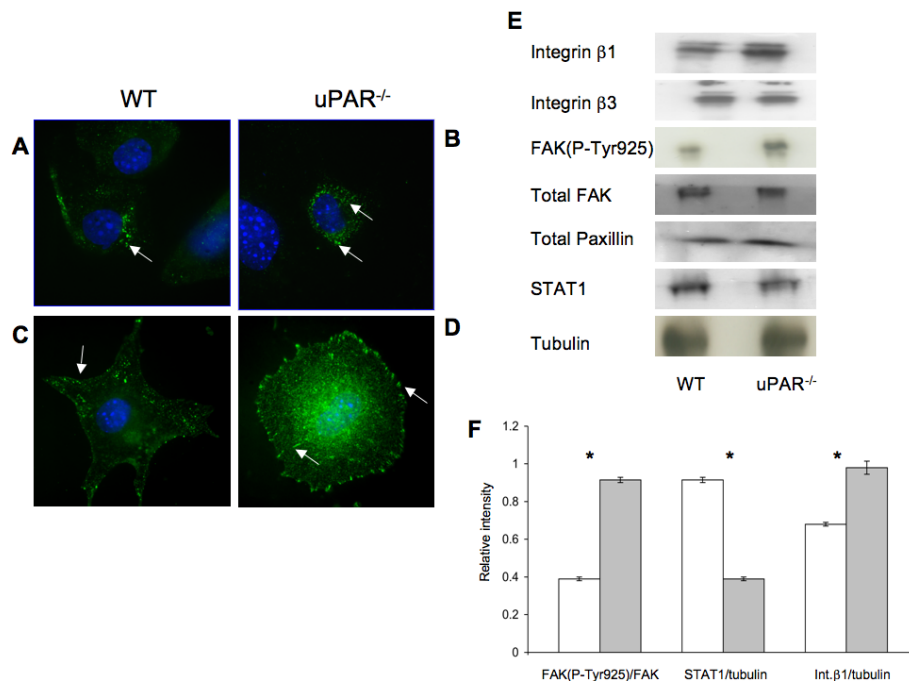 WT uPAR-/-
A
B
C
D
E
Integrin β1
Integrin β3
FAK(P-Tyr925)
Total FAK
Total Paxillin
STAT1
Tubulin
WT uPAR-/-
F
Relative intensity
1.2
1
0.8
0.6
0.4
0.2
0
* * *
FAK(P-Tyr925)/FAK STAT1/tubulin Int.β1/tubulin